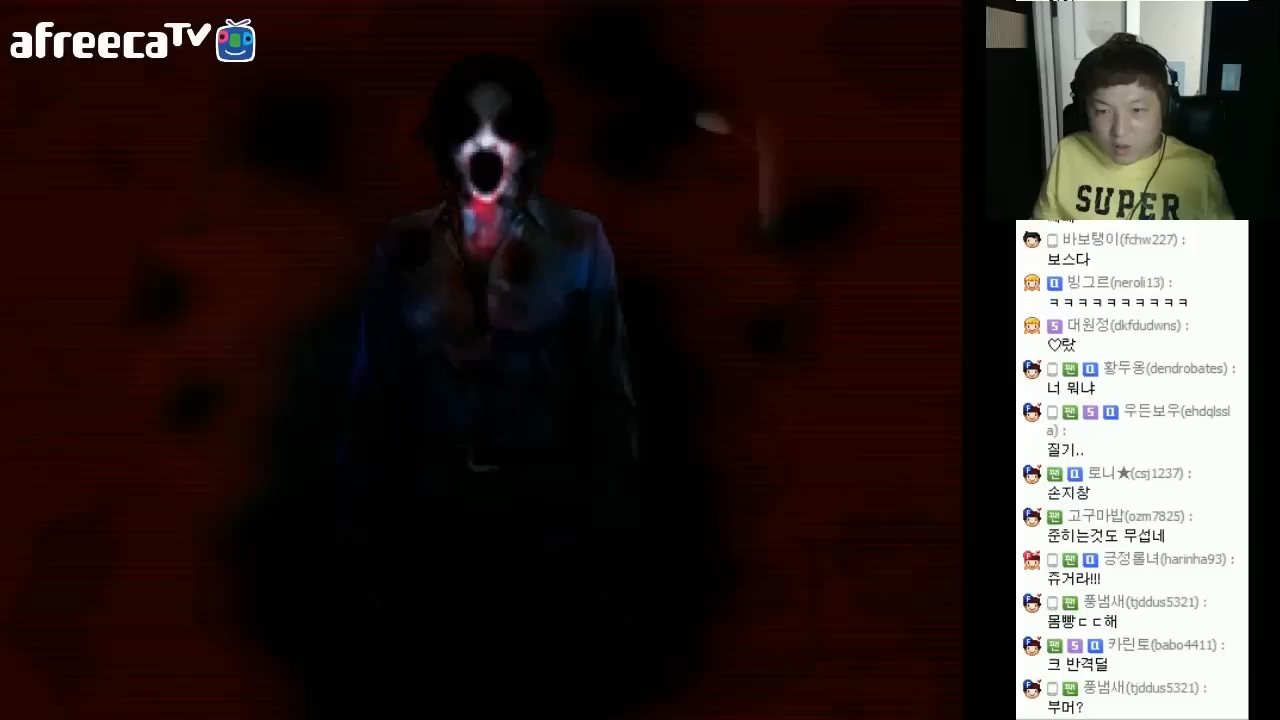 afreecaTV
SUPER
바보탱이(fchw227) :
보스다
빙그르(neroli13) :
ㅋㅋㅋㅋㅋㅋㅋㅋㅋㅋ
대원정(dkfdudwns) :
♡랐
팬 황두옹(dendrobates) :
너 뭐냐
팬 S 우든보우(ehdqlssl
a) :
질기..
팬 로니★(csj1237) :
손지창
팬 고구마밥(ozm7825) :
준히는것도 무섭네
팬 긍정롤녀(harinha93) :
쥬거라!!!
팬 풍냄새(tjddus5321) :
몸빵ㄷㄷ해
팬 S 카린토(babo4411) :
크 반격덜
팬 풍냄새(tjddus5321) :
부머?